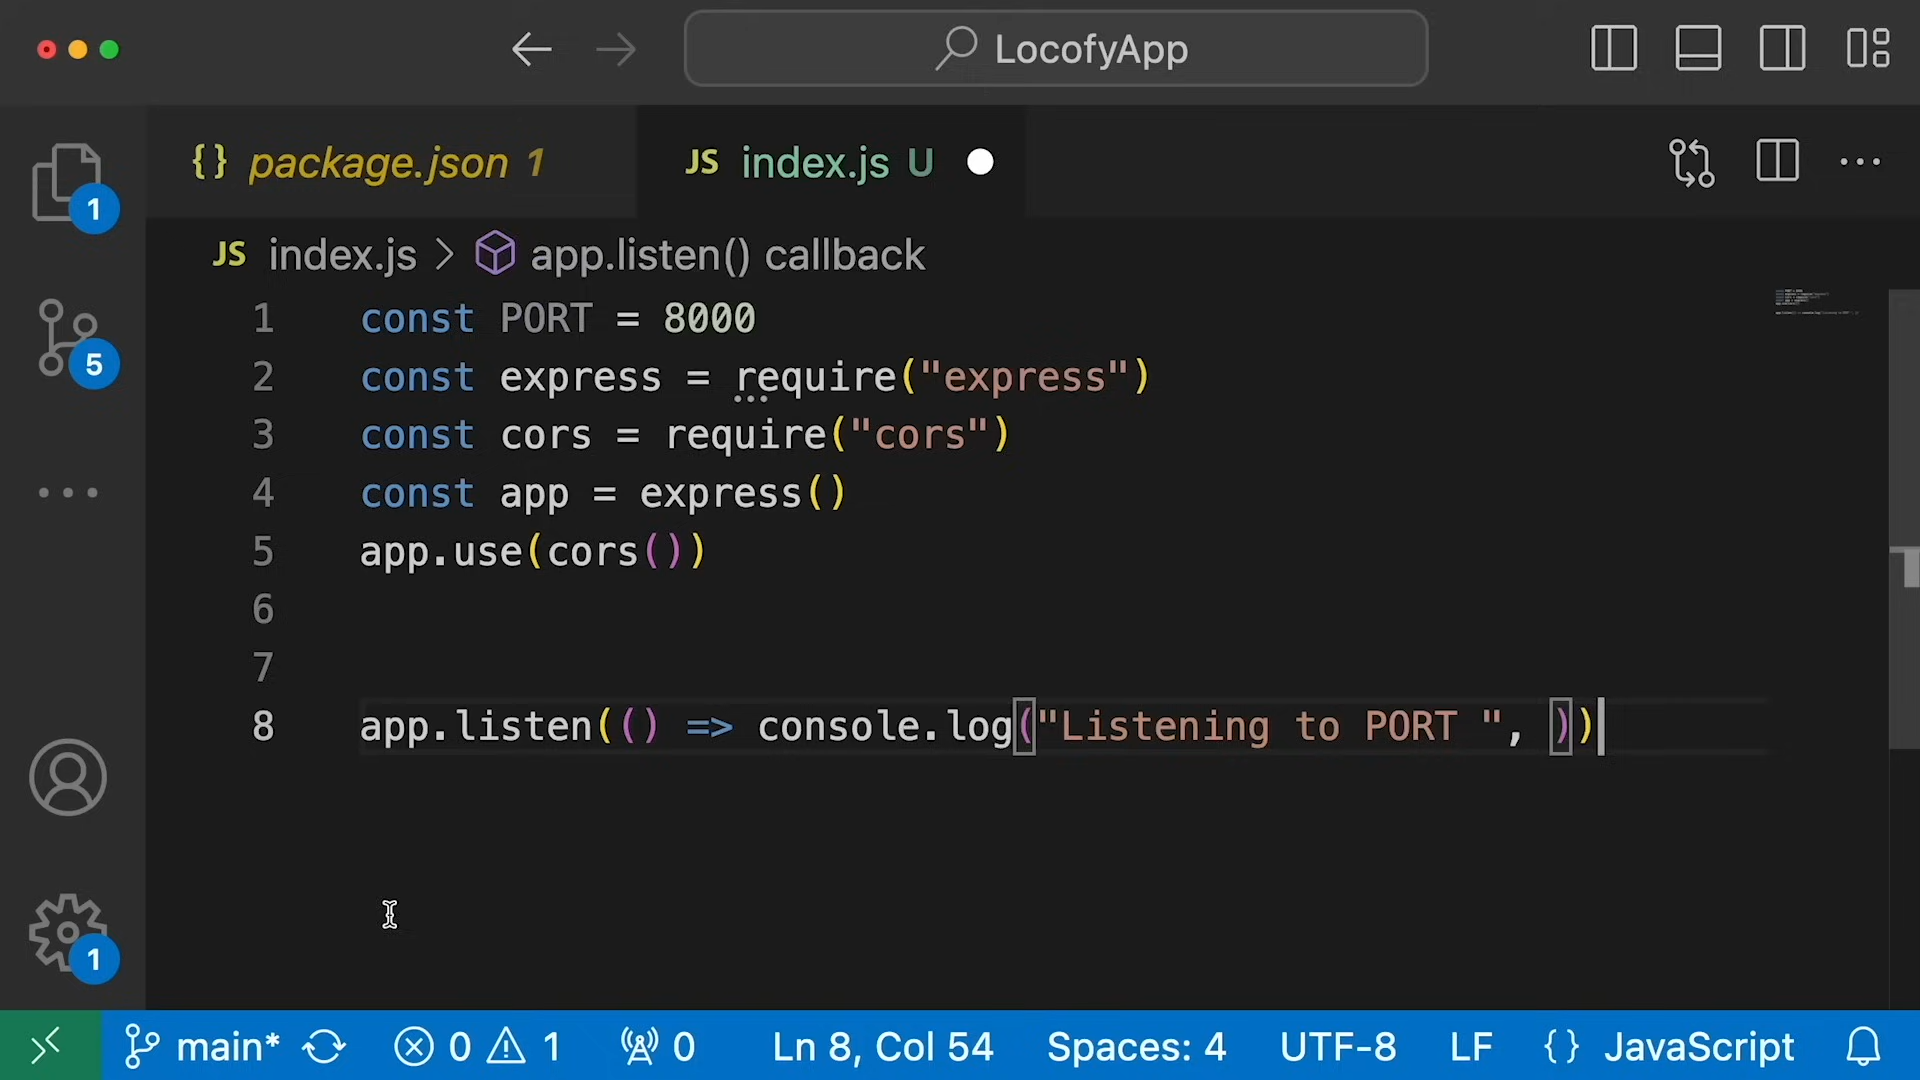 LocofyApp
{} package.json 1
JS index.js U
JS index.js > app.listen() callback
1 const PORT = 8000
2 const express = require("express")
3 const cors = require("cors")
4 const app = express()
5 app.use(cors())
6
7
8 app.listen(() => console.log("Listening to PORT ", ))
1
5
1
main* 0 1 0 Ln 8, Col 54 Spaces: 4 UTF-8 LF {} JavaScript